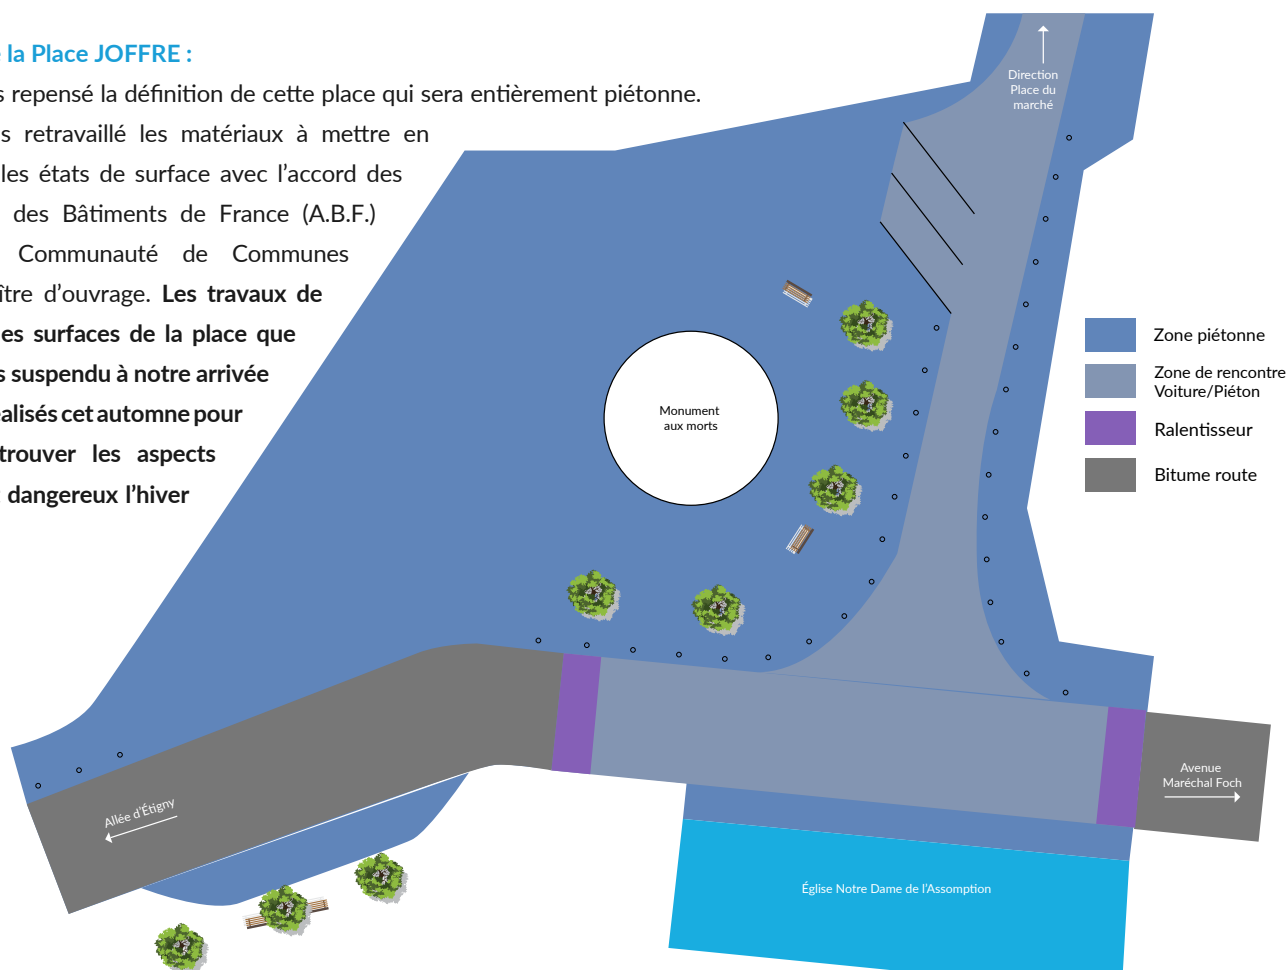 la Place JOFFRE :
repensé la définition de cette place qui sera entièrement piétonne.
retravaillé les matériaux à mettre en
les états de surface avec l’accord des
des Bâtiments de France (A.B.F.)
Communauté de Communes
d’ouvrage. Les travaux de
surfaces de la place que
suspendu à notre arrivée
cet automne pour
les aspects
dangereux l’hiver
Direction
Place du
marché
Monument
aux morts
Zone piétonne
Zone de rencontre
Voiture/Piéton
Ralentisseur
Bitume route
Allée d’Étigny
Avenue
Maréchal Foch
Église Notre Dame de l’Assomption